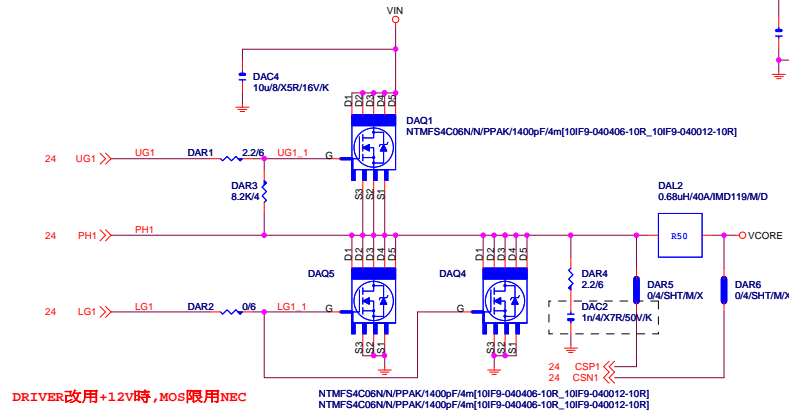 VIN
DAC4
10u/8/X5R/16V/K
D1 D2 D3 D4 D5
DAQ1
NTMFS4C06N/N/PPAK/1400pF/4m[10IF9-040406-10R_10IF9-040012-10R]
24 UG1 UG1 DAR1 2.2/6 UG1_1 G
DAR3
8.2K/4
S3 S2 S1
DAL2
0.68uH/40A/IMD119/M/D
R50
VCORE
24 PH1 PH1
D1 D2 D3 D4 D5
D1 D2 D3 D4 D5
DAQ5
DAQ4
DAR4
2.2/6
DAR5
0/4/SHT/M/X
DAR6
0/4/SHT/M/X
DAC2
1n/4/X7R/50V/K
24 LG1 LG1 DAR2 0/6 LG1_1 G
G
S3 S2 S1
S3 S2 S1
24 CSP1
24 CSN1
DRIVER改用+12V時,MOS限用NEC
NTMFS4C06N/N/PPAK/1400pF/4m[10IF9-040406-10R_10IF9-040012-10R]
NTMFS4C06N/N/PPAK/1400pF/4m[10IF9-040406-10R_10IF9-040012-10R]